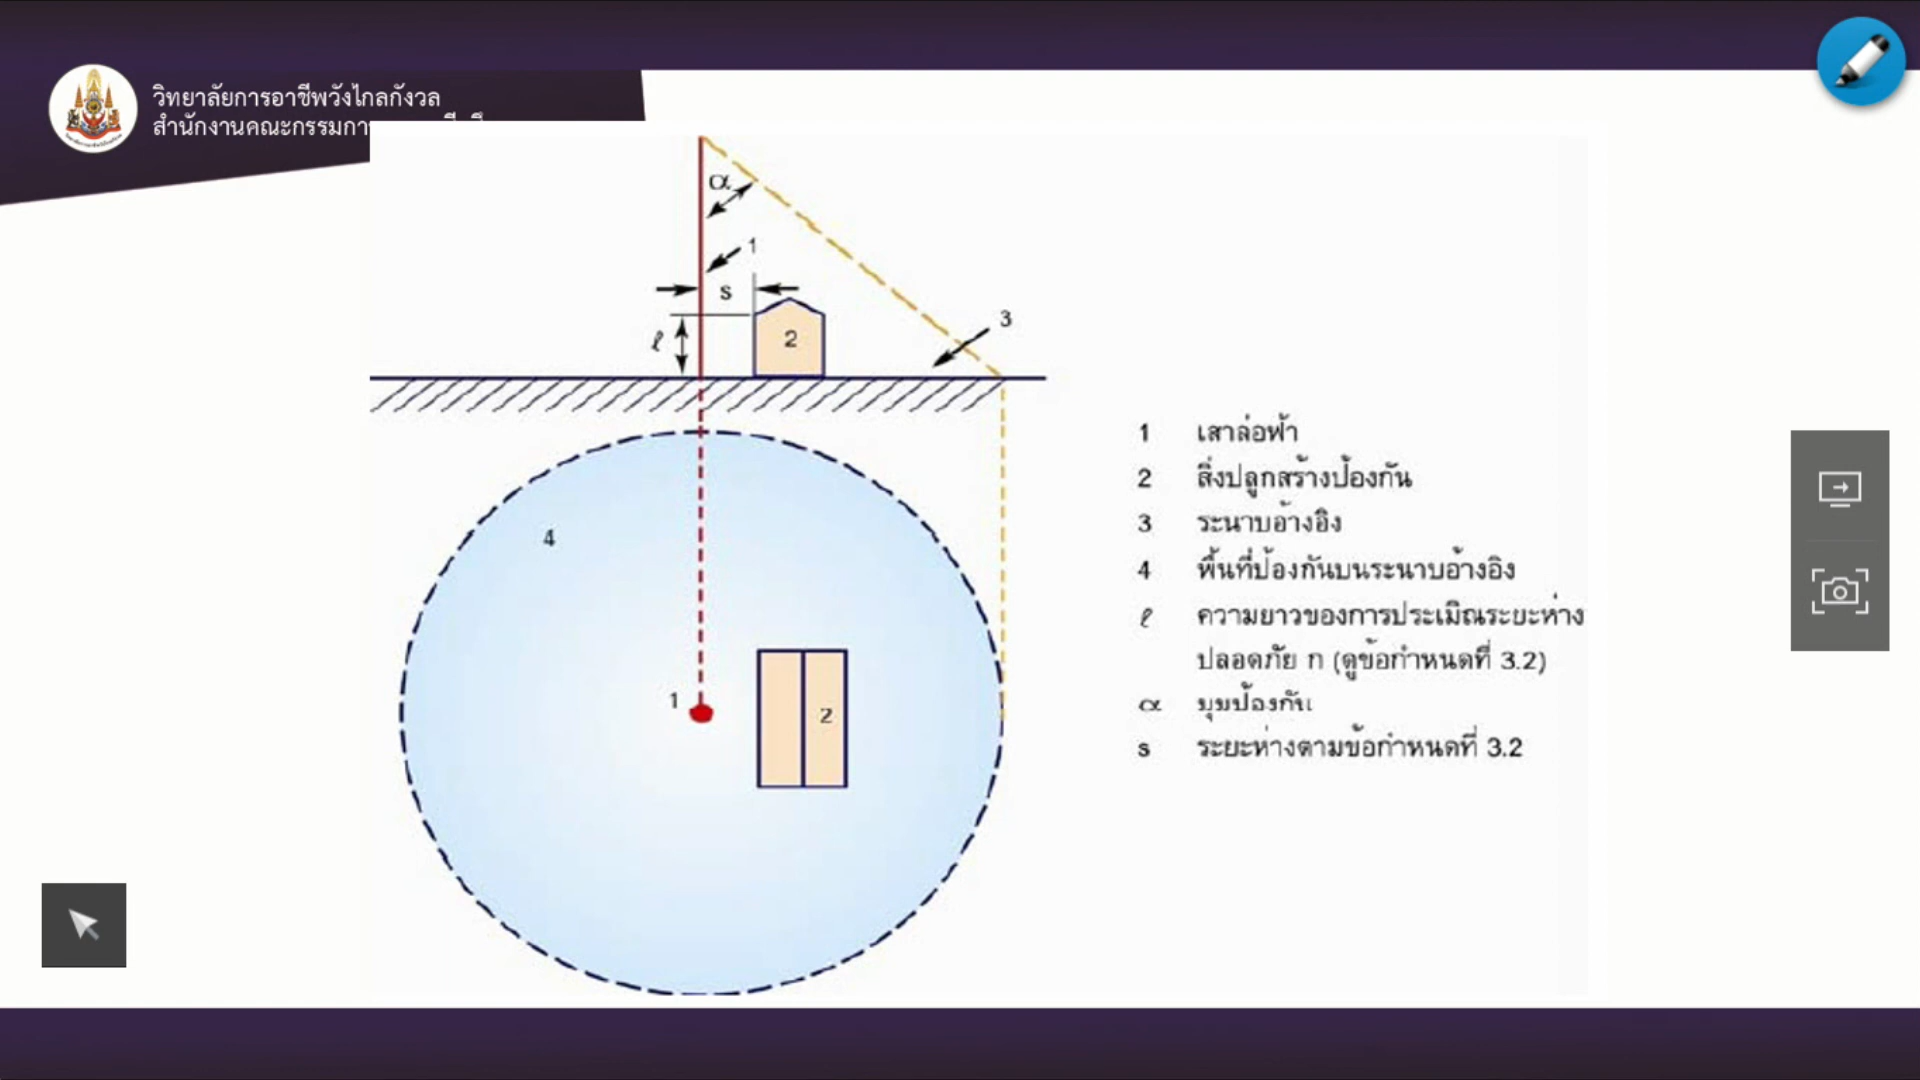 วิทยาลัยการอาชีพวังไกลกังวล
สำนักงานคณะกรรมการ
α
1
s
3
ℓ
2
4
1
2
1 เสาล่อฟ้า
2 สิ่งปลูกสร้างป้องกัน
3 ระนาบอ้างอิง
4 พื้นที่ป้องกันบนระนาบอ้างอิง
ℓ ความยาวของการประเมิณระยะห่าง
ปลอดภัย ก (ดูข้อกำหนดที่ 3.2)
α มุมป้องกัน
s ระยะห่างตามข้อกำหนดที่ 3.2